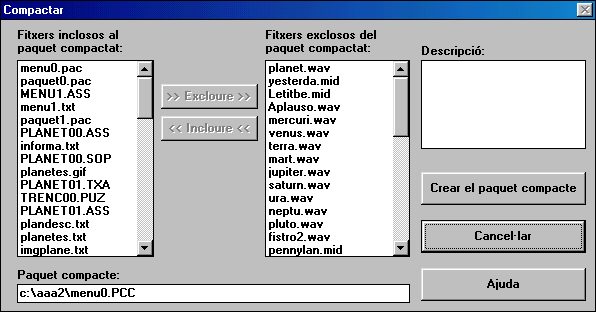 Compactar
Fitxers inclosos al
paquet compactat:
menu0.pac
paquet0.pac
MENU1.ASS
menu1.txt
paquet1.pac
PLANET00.ASS
informa.txt
PLANET00.SOP
planetes.gif
PLANET01.TXA
TRENC00.PUZ
PLANET01.ASS
plandesc.txt
planetes.txt
imgplane.txt
>> Excloure >>
<< Incloure <<
Fitxers exclosos del
paquet compactat:
planet.wav
yesterda.mid
Letitbe.mid
Aplauso.wav
mercuri.wav
venus.wav
terra.wav
mart.wav
jupiter.wav
saturn.wav
ura.wav
neptu.wav
pluto.wav
fistro2.wav
pennylan.mid
Descripció:
Crear el paquet compacte
Cancel·lar
Ajuda
Paquet compacte:
c:\aaa2\menu0.PCC